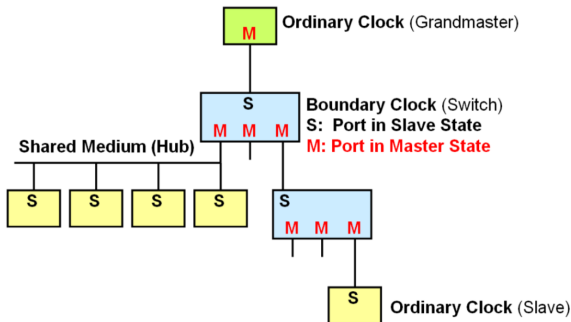 Ordinary Clock (Grandmaster)
M
S
Boundary Clock (Switch)
S: Port in Slave State
M M M
M: Port in Master State
Shared Medium (Hub)
S S S S
S
M M M
S
Ordinary Clock (Slave)